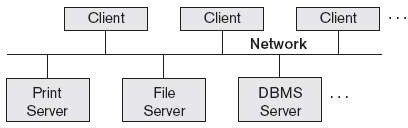 Client Client Client . . .
Network
Print File DBMS
Server Server Server . . .